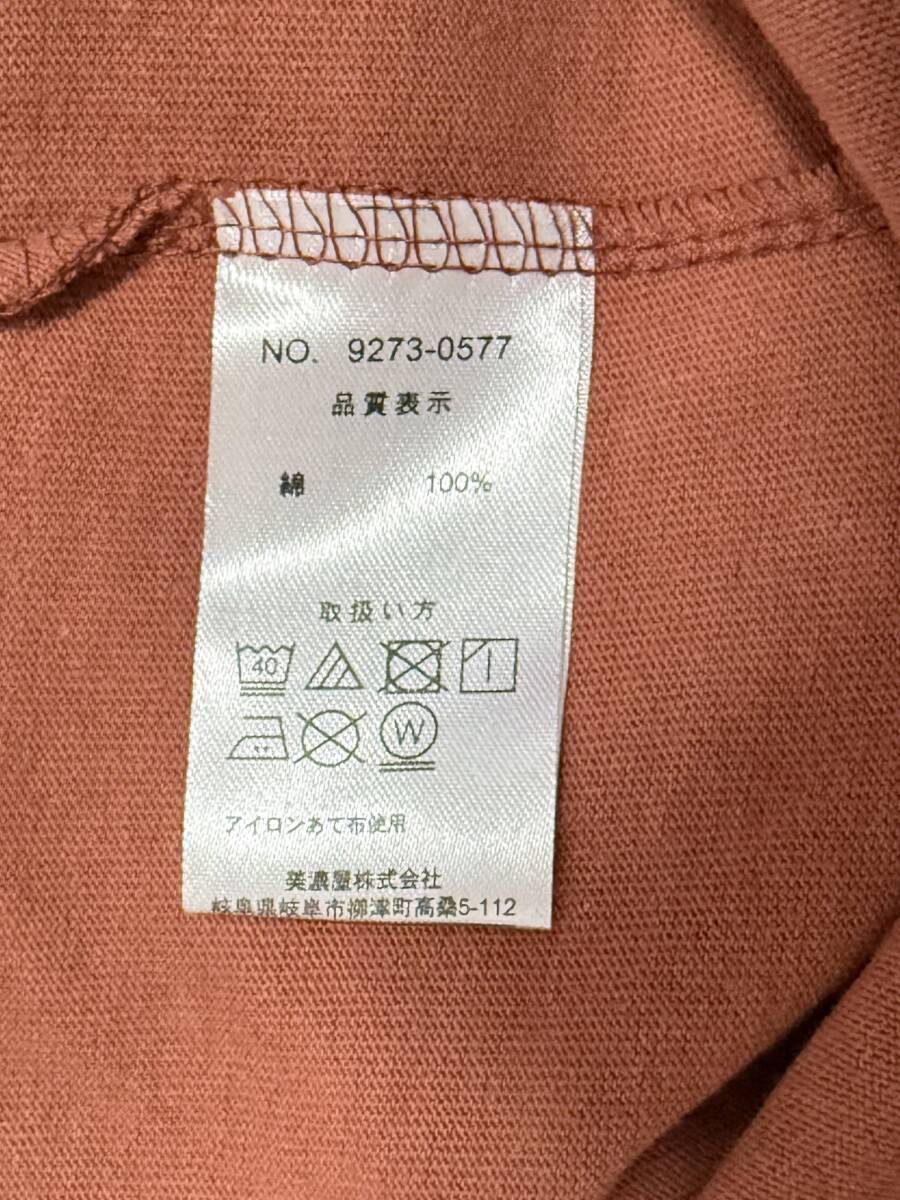 NO. 9273-0577
品質表示
綿 100%
取扱い方
40
W
アイロンあて布使用
美濃屋株式会社
岐阜県岐阜市柳津町高桑5-112